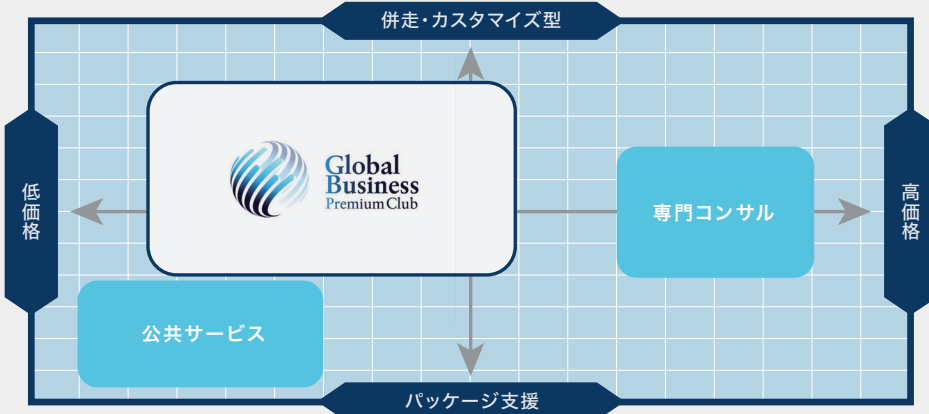 併走・カスタマイズ型
低価格
Global
Business
Premium Club
専門コンサル
高価格
公共サービス
パッケージ支援